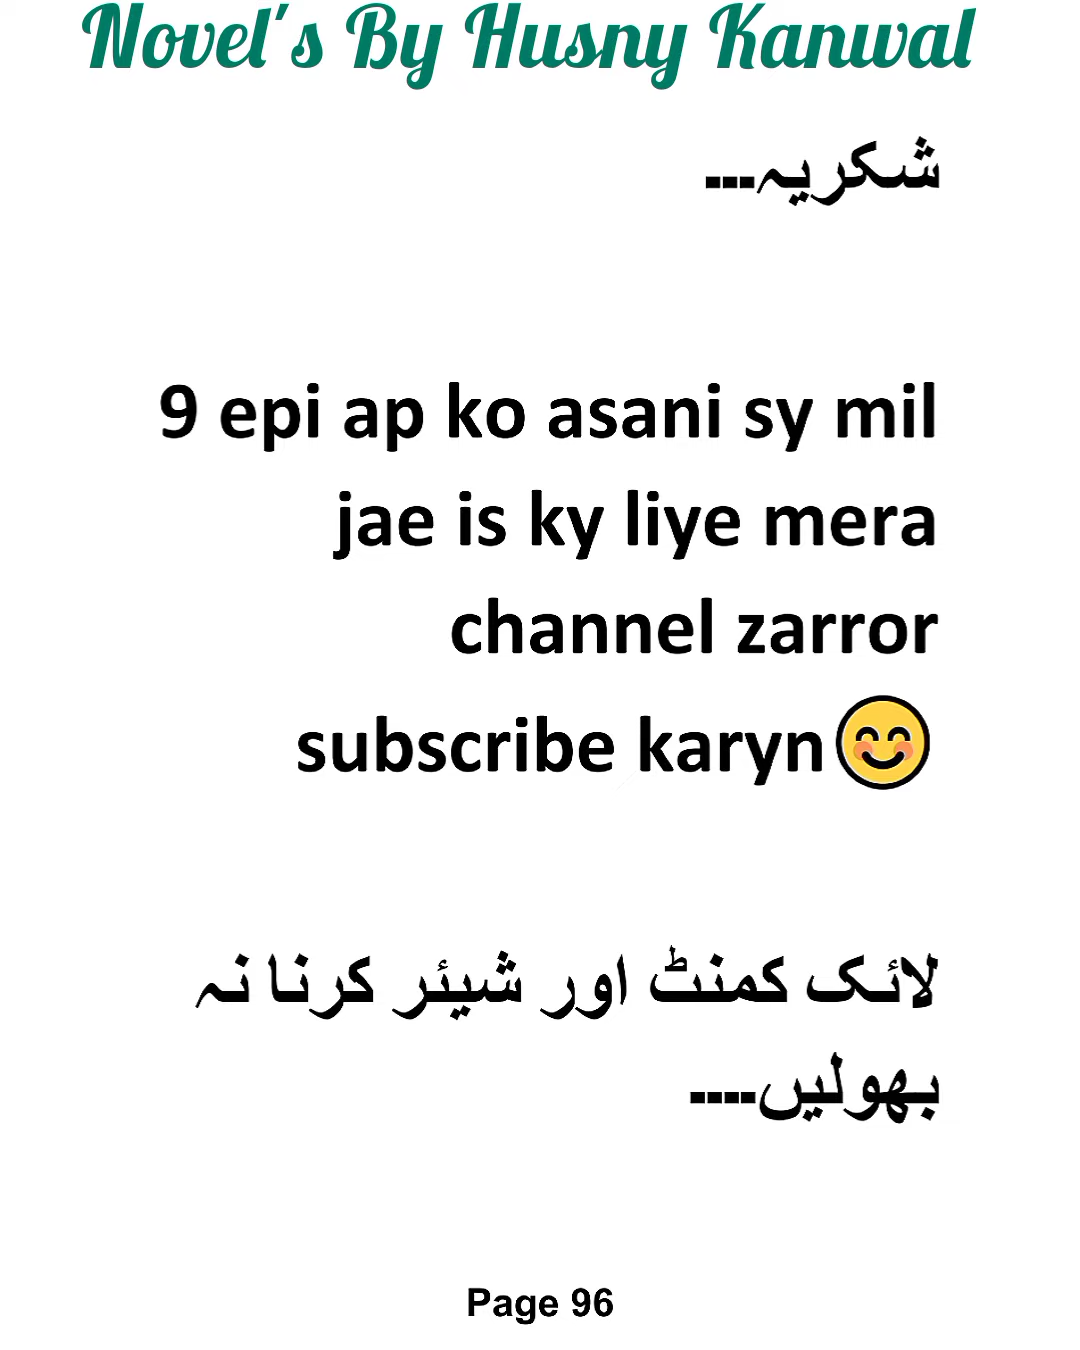 Novel's By Husny Kanwal
شکریہ...
9 epi ap ko asani sy mil
jae is ky liye mera
channel zarror
subscribe karyn😊
لائک کمنٹ اور شیئر کرنا نہ
بھولیں....
Page 96